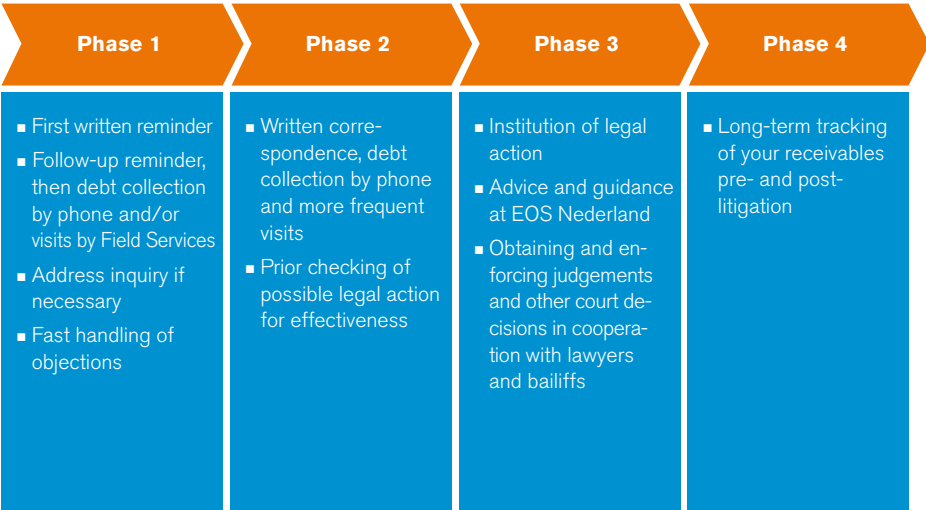 Phase 1
■ First written reminder
■ Follow-up reminder,
then debt collection
by phone and/or
visits by Field Services
■ Address inquiry if
necessary
■ Fast handling of
objections
Phase 2
■ Written corre-
spondence, debt
collection by phone
and more frequent
visits
■ Prior checking of
possible legal action
for effectiveness
Phase 3
■ Institution of legal
action
■ Advice and guidance
at EOS Nederland
■ Obtaining and en-
forcing judgements
and other court de-
cisions in coopera-
tion with lawyers
and bailiffs
Phase 4
■ Long-term tracking
of your receivables
pre- and post-
litigation